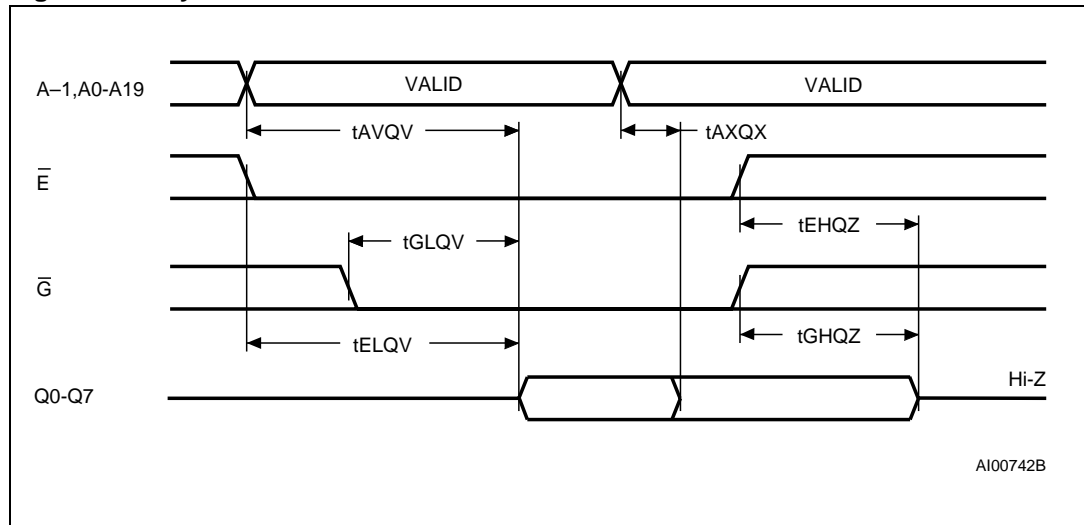 A–1,A0-A19
VALID
VALID
tAVQV
tAXQX
E
tEHQZ
tGLQV
G
tGHQZ
tELQV
Hi-Z
Q0-Q7
AI00742B